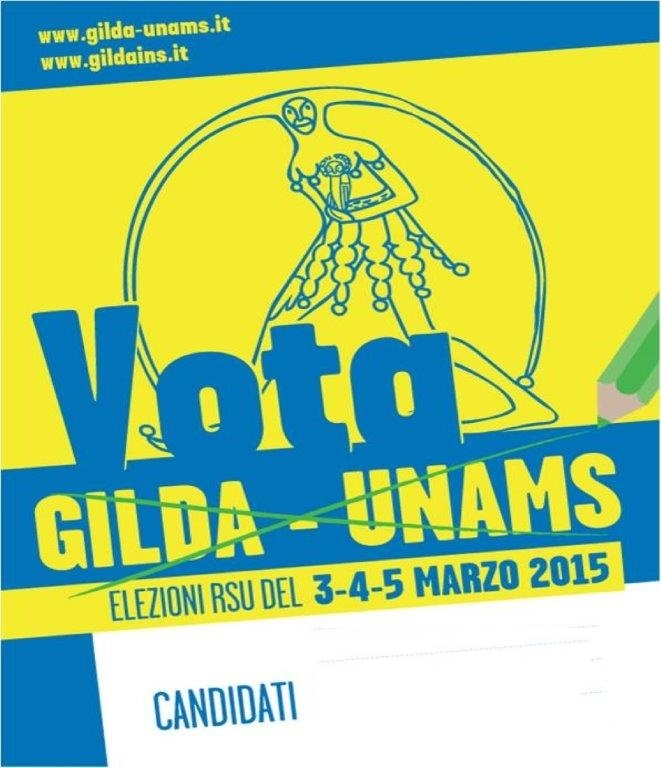 www.gilda-unams.it
www.gildains.it
Vota
GILDA - UNAMS
ELEZIONI RSU DEL 3-4-5 MARZO 2015
CANDIDATI